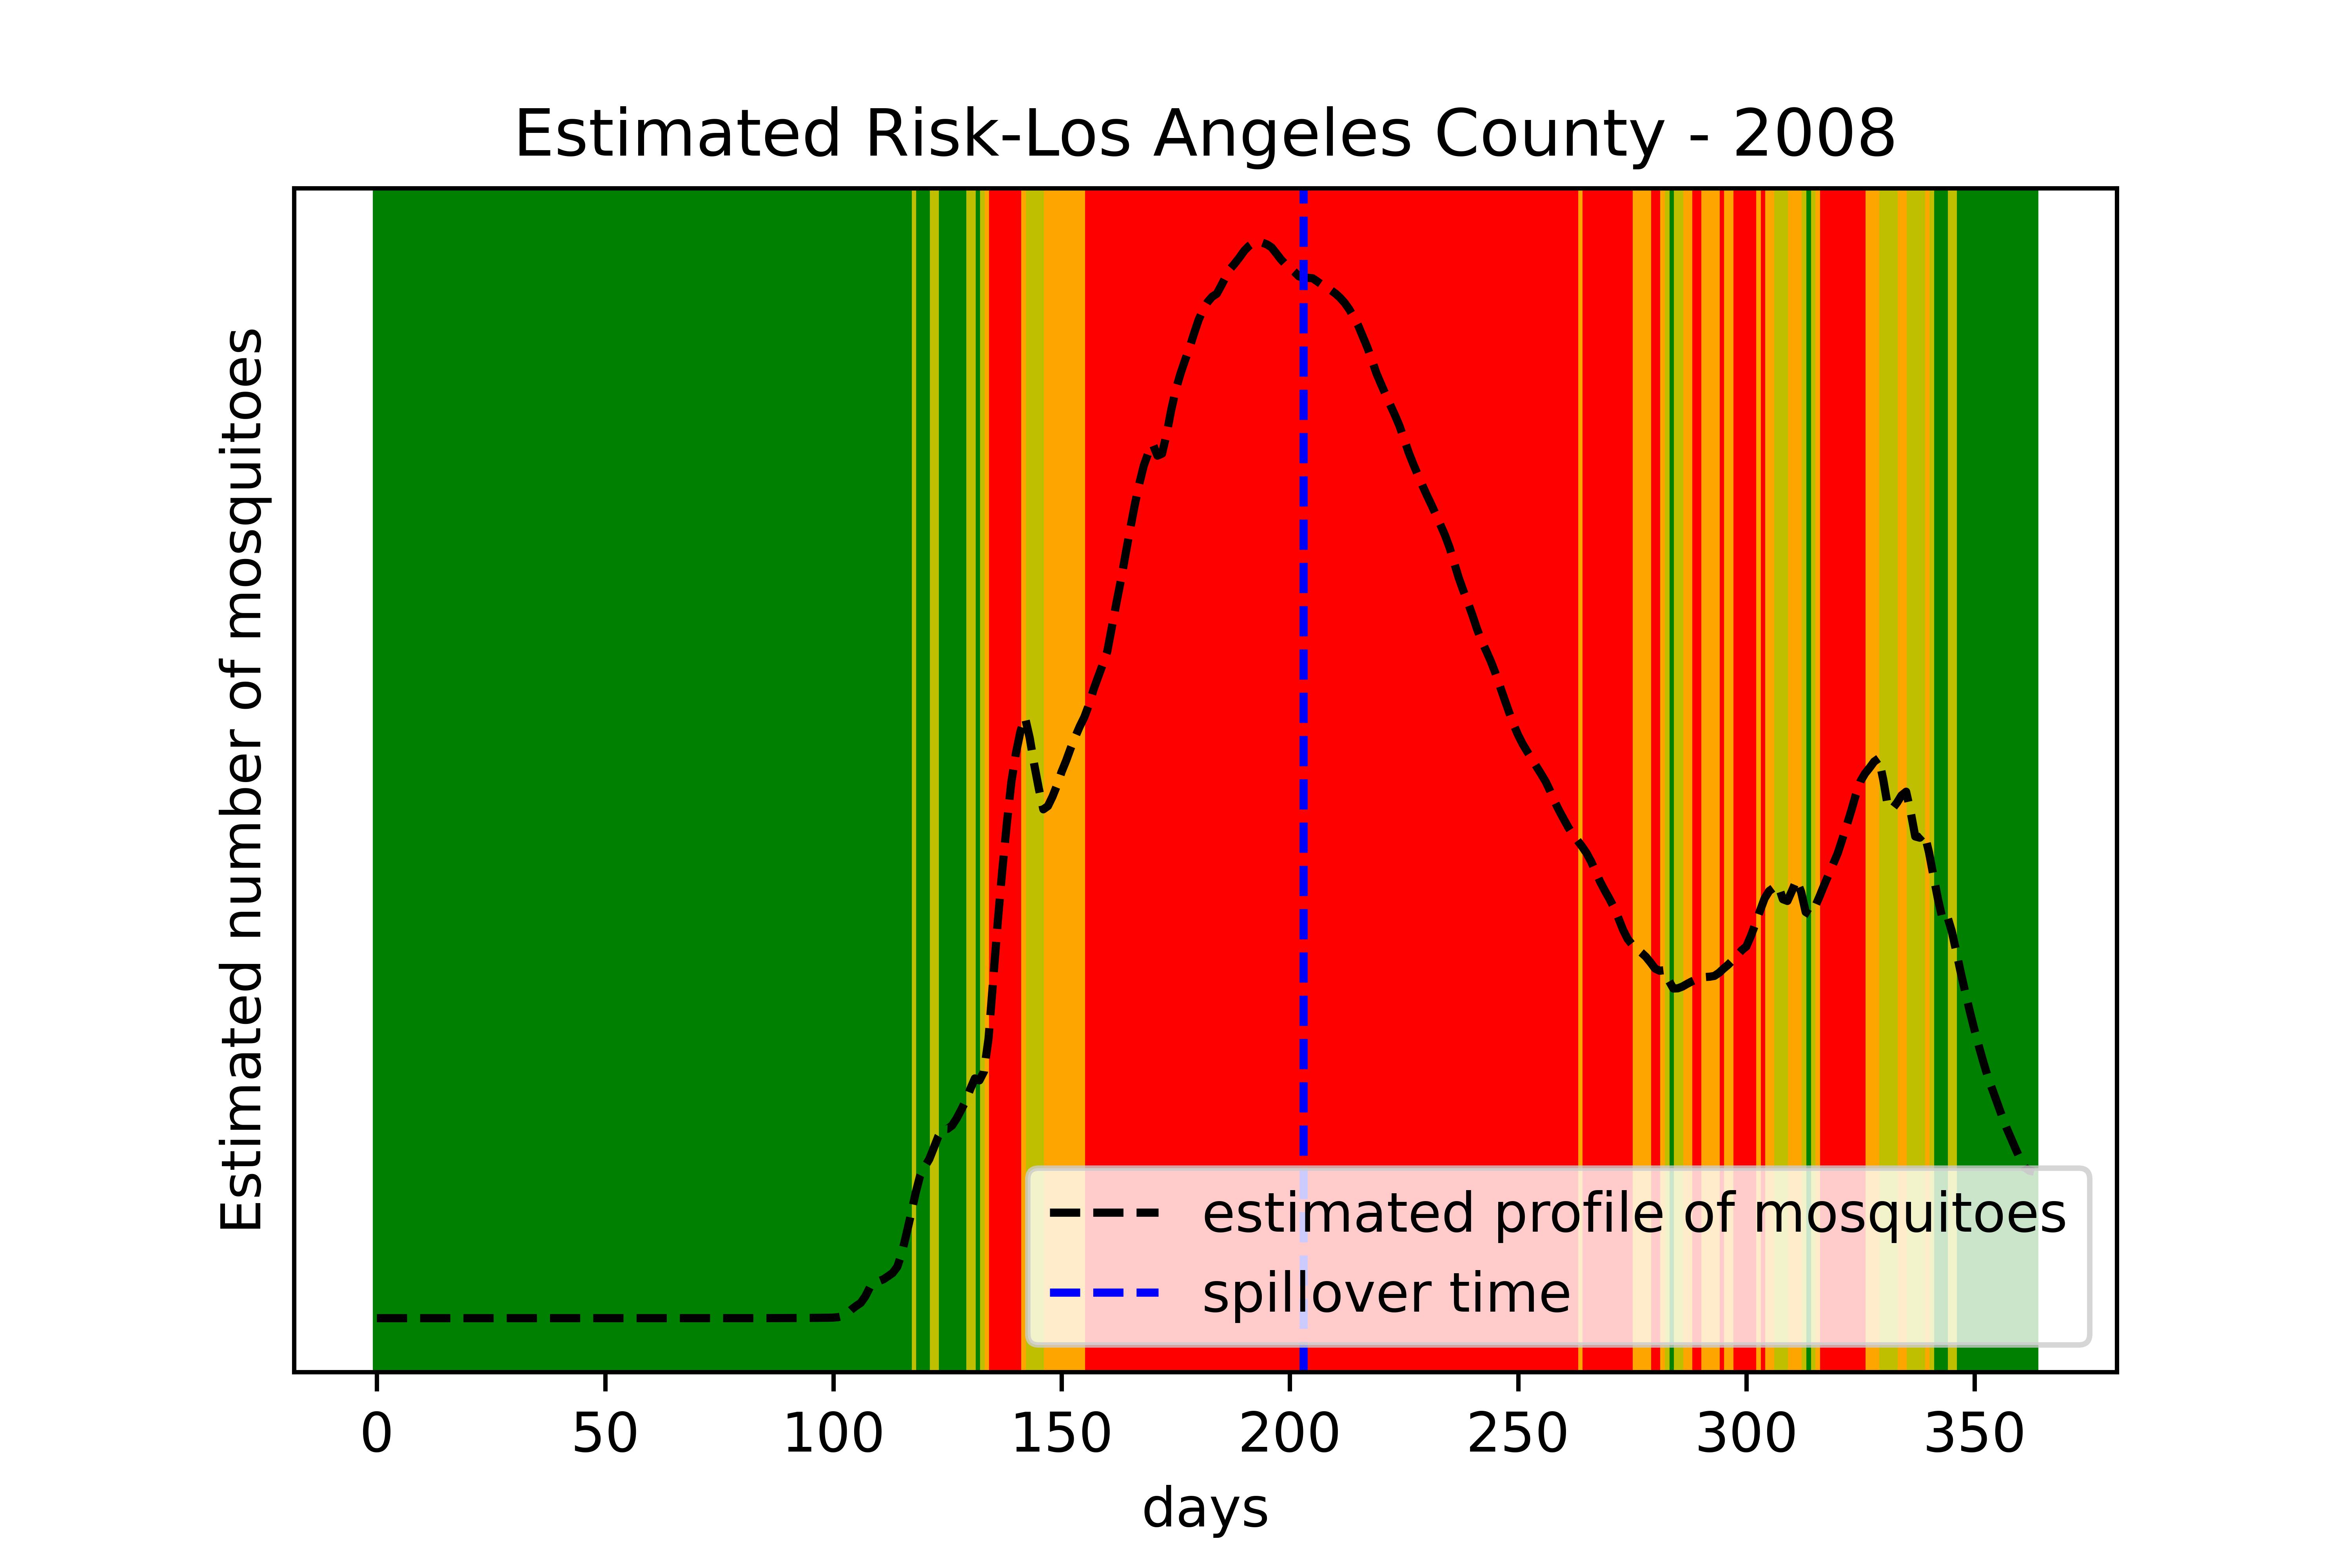 Estimated Risk-Los Angeles County - 2008
Estimated number of mosquitoes
estimated profile of mosquitoes
spillover time
0 50 100 150 200 250 300 350
days